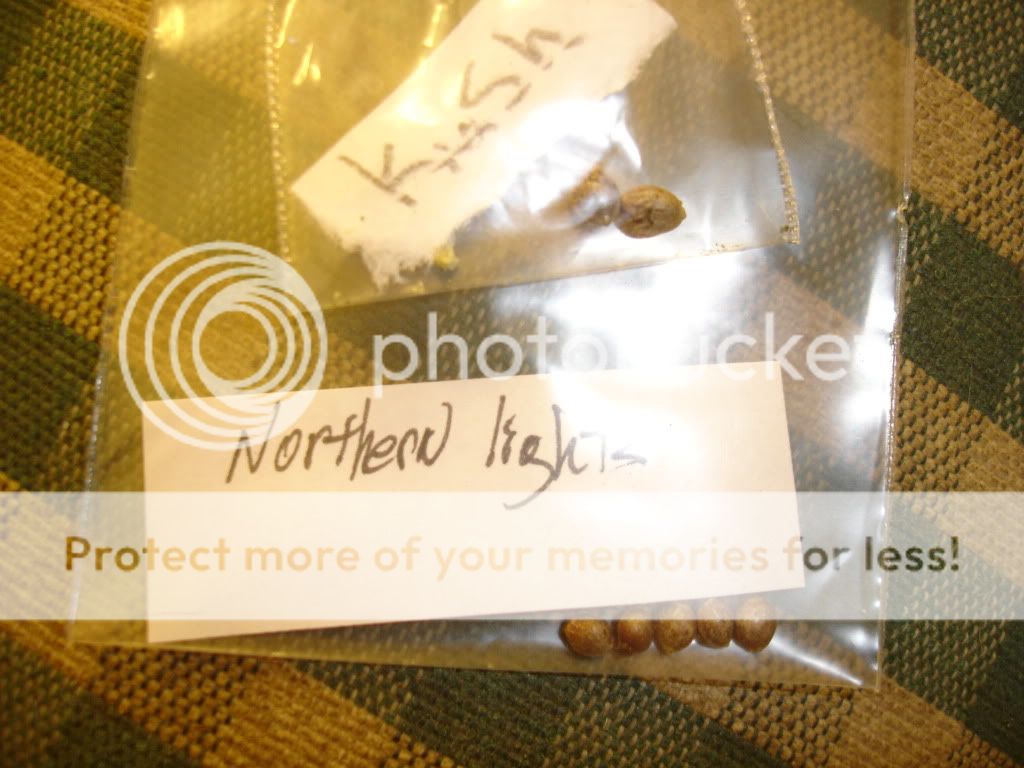 Kush
photobucket
Northern lights
Protect more of your memories for less!